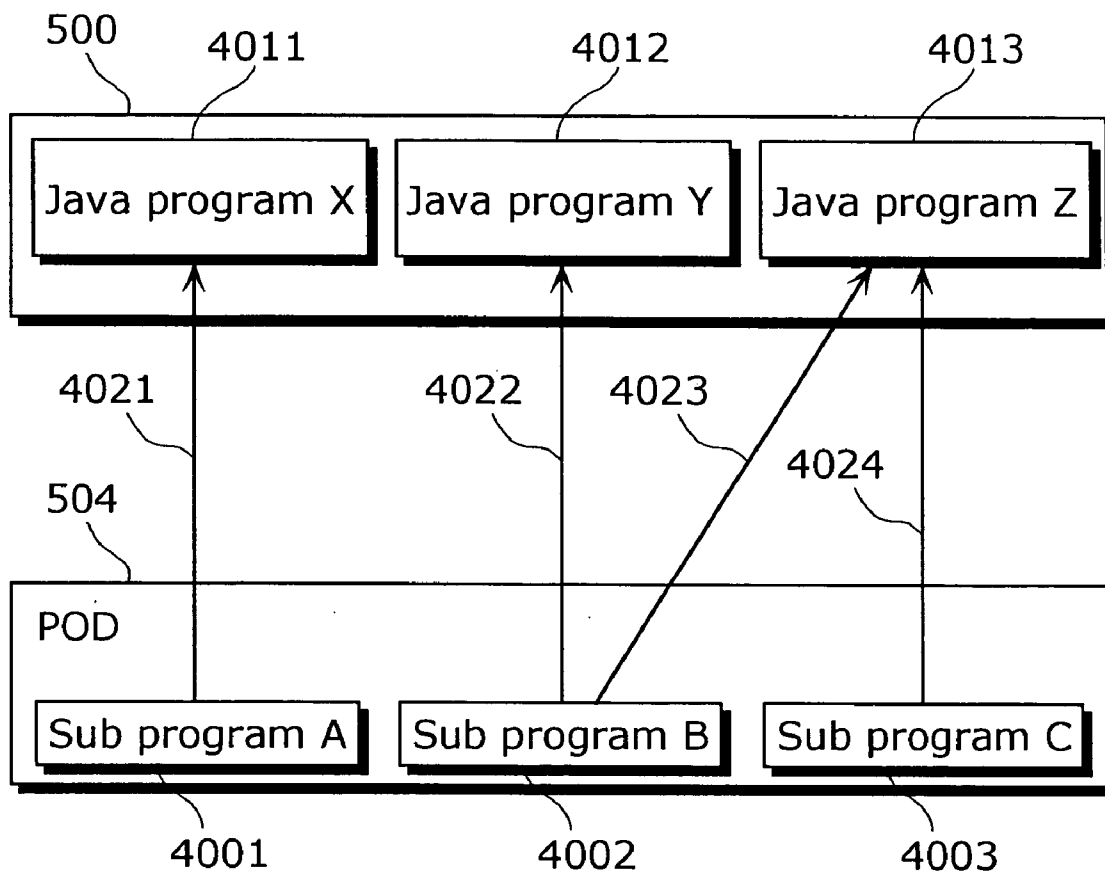 500
4011
4012
4013
Java program X
Java program Y
Java program Z
4021
4022
4023
4024
504
POD
Sub program A
Sub program B
Sub program C
4001
4002
4003